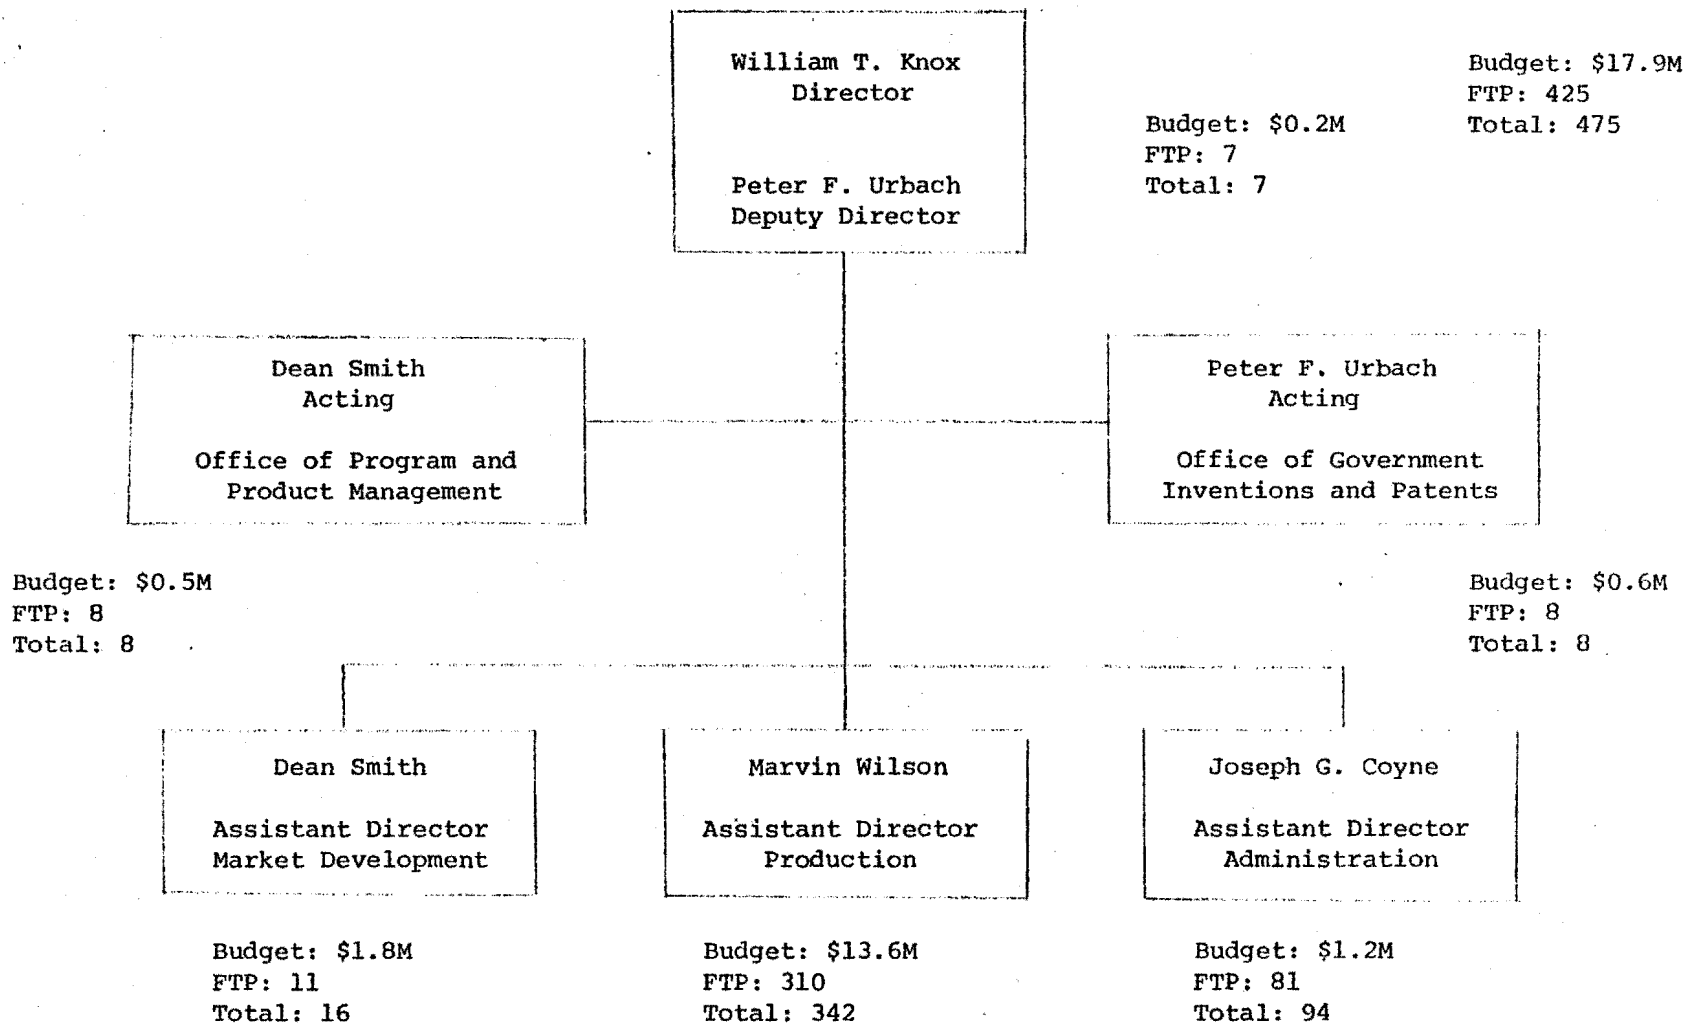 William T. Knox
Director
Peter F. Urbach
Deputy Director
Budget: $0.2M
FTP: 7
Total: 7
Budget: $17.9M
FTP: 425
Total: 475
Dean Smith
Acting
Office of Program and
Product Management
Budget: $0.5M
FTP: 8
Total: 8
Peter F. Urbach
Acting
Office of Government
Inventions and Patents
Budget: $0.6M
FTP: 8
Total: 8
Dean Smith
Assistant Director
Market Development
Budget: $1.8M
FTP: 11
Total: 16
Marvin Wilson
Assistant Director
Production
Budget: $13.6M
FTP: 310
Total: 342
Joseph G. Coyne
Assistant Director
Administration
Budget: $1.2M
FTP: 81
Total: 94